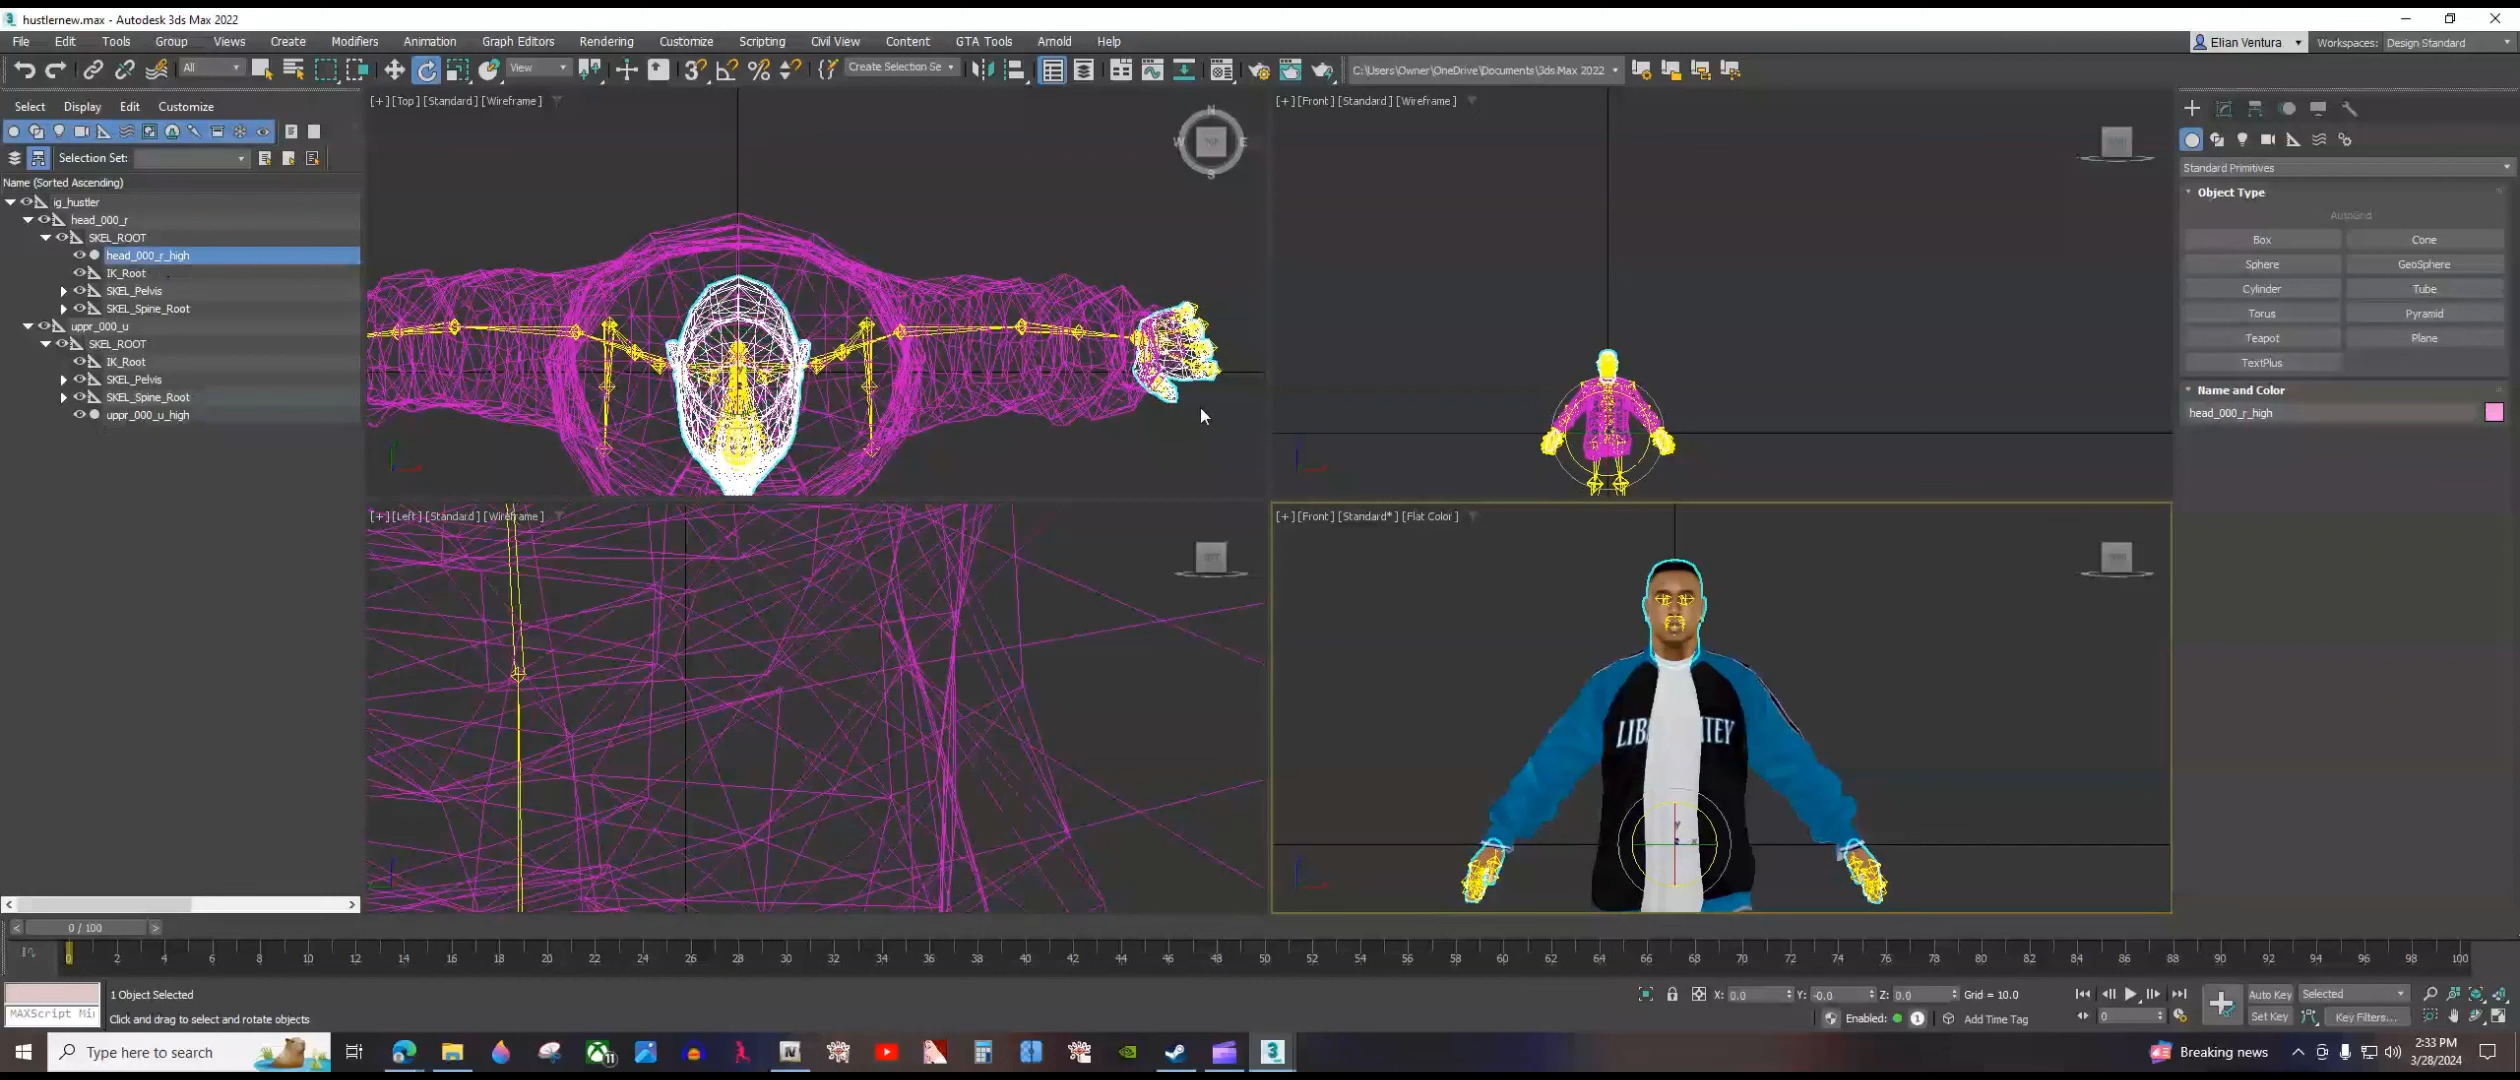 hustlernew.max - Autodesk 3ds Max 2022
File Edit Tools Group Views Create Modifiers Animation Graph Editors Rendering Customize Scripting Civil View Content GTA Tools Arnold Help
Elian Ventura Workspaces: Design Standard
All View Create Selection Se C:\Users\Owner\OneDrive\Documents\3ds Max 2022
Select Display Edit Customize
Selection Set:
Name (Sorted Ascending)
ig_hustler
head_000_r
SKEL_ROOT
head_000_r_high
IK_Root
SKEL_Pelvis
SKEL_Spine_Root
uppr_000_u
SKEL_ROOT
IK_Root
SKEL_Pelvis
SKEL_Spine_Root
uppr_000_u_high
[+] [Top] [Standard] [Wireframe]
N
W E
S
[+] [Front] [Standard] [Wireframe]
[+] [Left] [Standard] [Wireframe]
[+] [Front] [Standard*] [Flat Color]
Standard Primitives
Object Type
AutoGrid
Box Cone
Sphere GeoSphere
Cylinder Tube
Torus Pyramid
Teapot Plane
TextPlus
Name and Color
head_000_r_high
0 / 100
0 2 4 6 8 10 12 14 16 18 20 22 24 26 28 30 32 34 36 38 40 42 44 46 48 50 52 54 56 58 60 62 64 66 68 70 72 74 76 78 80 82 84 86 88 90 92 94 96 98 100
1 Object Selected
X: 0.0 Y: -0.0 Z: 0.0 Grid = 10.0
Auto Key Selected
MAXScript Mi
Click and drag to select and rotate objects
Enabled: 1 Add Time Tag
0 Set Key Key Filters...
Type here to search
Breaking news
2:33 PM
3/28/2024